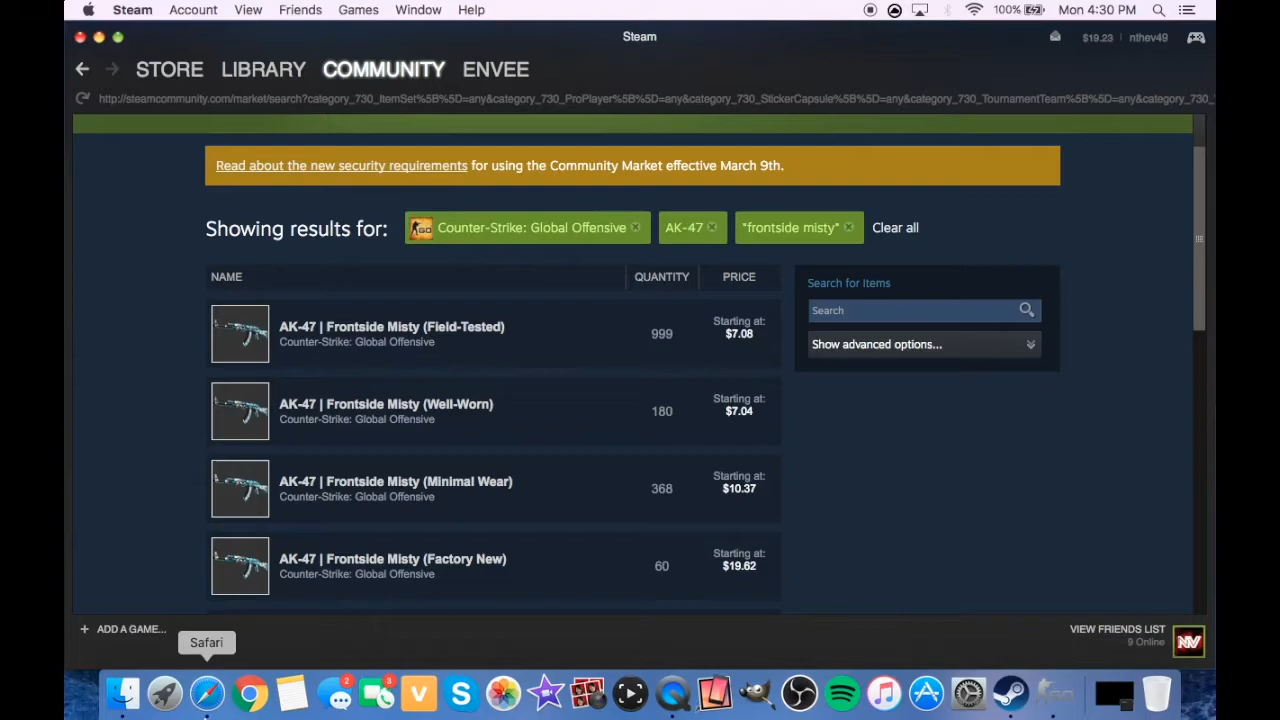 Steam Account View Friends Games Window Help 100% Mon 4:30 PM
Steam
$19.23 nthev49
STORE LIBRARY COMMUNITY ENVEE
http://steamcommunity.com/market/search?category_730_ItemSet%5B%5D=any&category_730_ProPlayer%5B%5D=any&category_730_StickerCapsule%5B%5D=any&category_730_TournamentTeam%5B%5D=any&category_730_
Read about the new security requirements for using the Community Market effective March 9th.
Showing results for: GO Counter-Strike: Global Offensive AK-47 "frontside misty" Clear all
NAME QUANTITY PRICE
Search for Items
Search
Show advanced options...
AK-47 | Frontside Misty (Field-Tested)
Counter-Strike: Global Offensive
999
Starting at:
$7.08
AK-47 | Frontside Misty (Well-Worn)
Counter-Strike: Global Offensive
180
Starting at:
$7.04
AK-47 | Frontside Misty (Minimal Wear)
Counter-Strike: Global Offensive
368
Starting at:
$10.37
AK-47 | Frontside Misty (Factory New)
Counter-Strike: Global Offensive
60
Starting at:
$19.62
+ ADD A GAME...
VIEW FRIENDS LIST
9 Online
NV
Safari
2 3